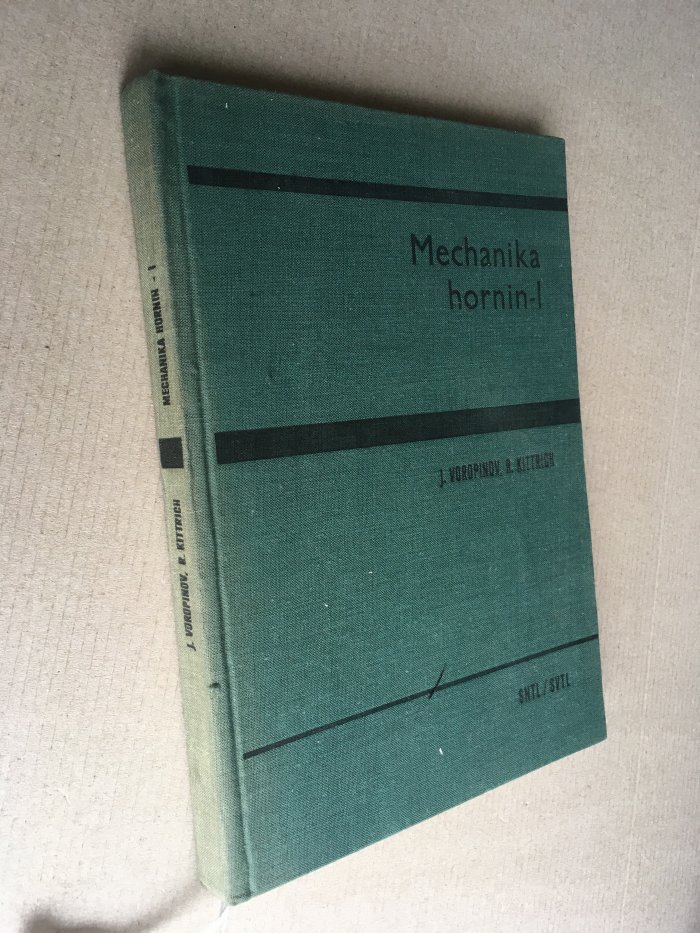 Mechanika
hornin-I
J. VOROPINOV, R. KITTRICH
SNTL/SVTL
J. VOROPINOV, R. KITTRICH
MECHANIKA HORNIN - I